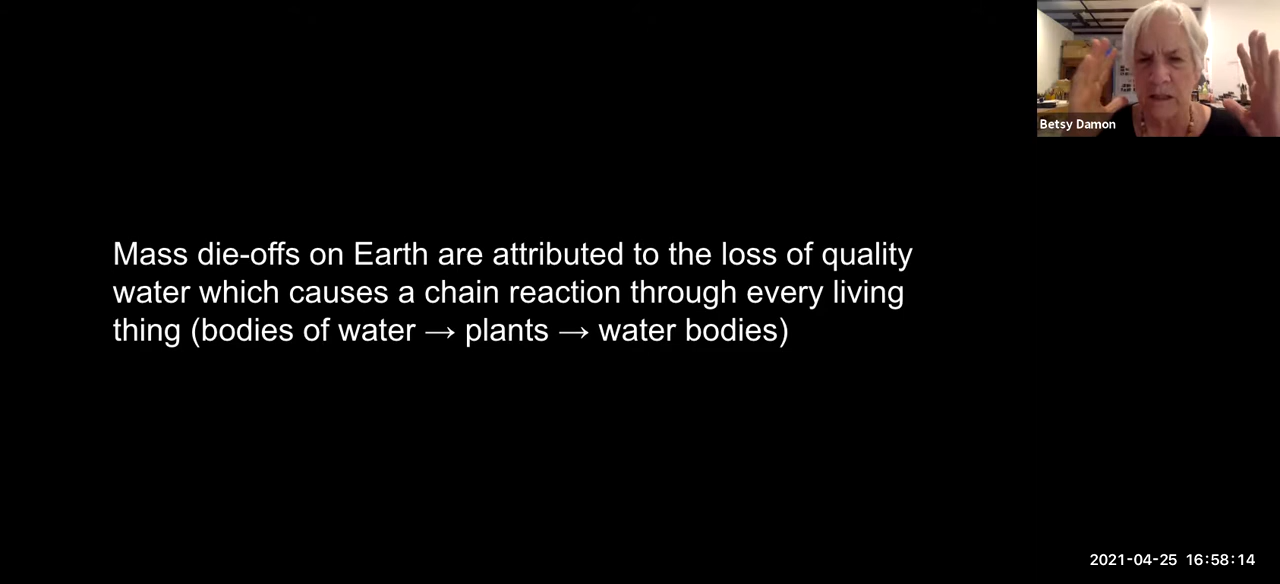 Betsy Damon
Mass die-offs on Earth are attributed to the loss of quality
water which causes a chain reaction through every living
thing (bodies of water → plants → water bodies)
2021-04-25 16:58:14